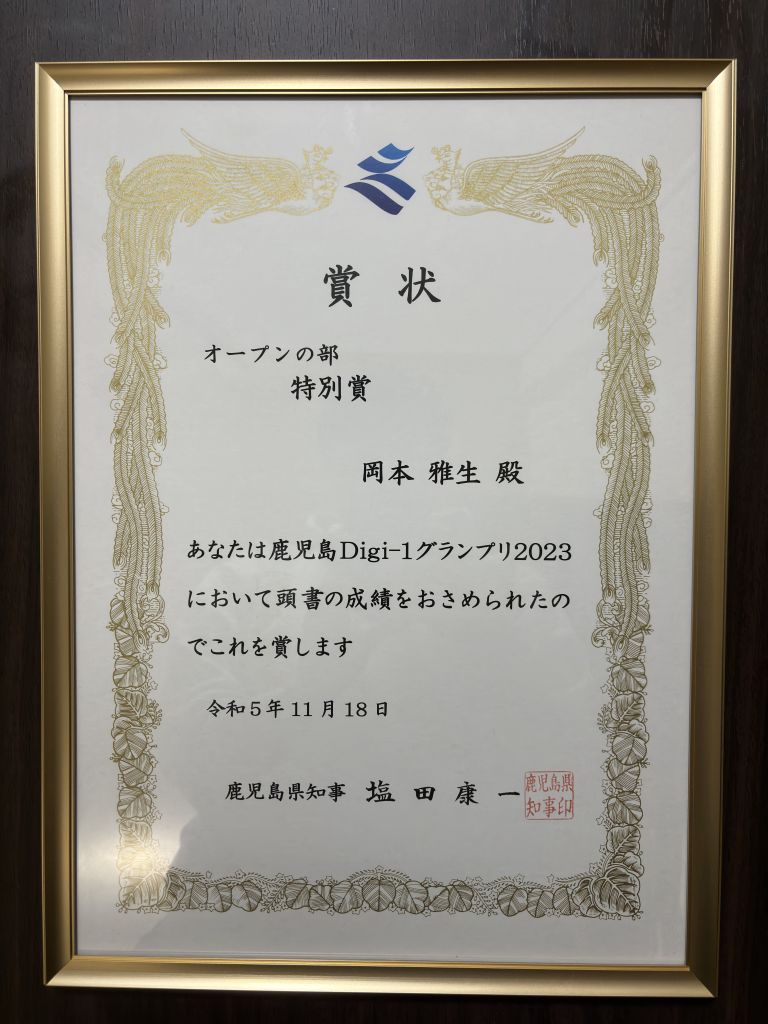 賞状
オープンの部
特別賞
岡本 雅生 殿
あなたは鹿児島Digi-1グランプリ2023
において頭書の成績をおさめられたの
でこれを賞します
令和5年11月18日
鹿児島県知事 塩田康一
鹿児島県
知事印